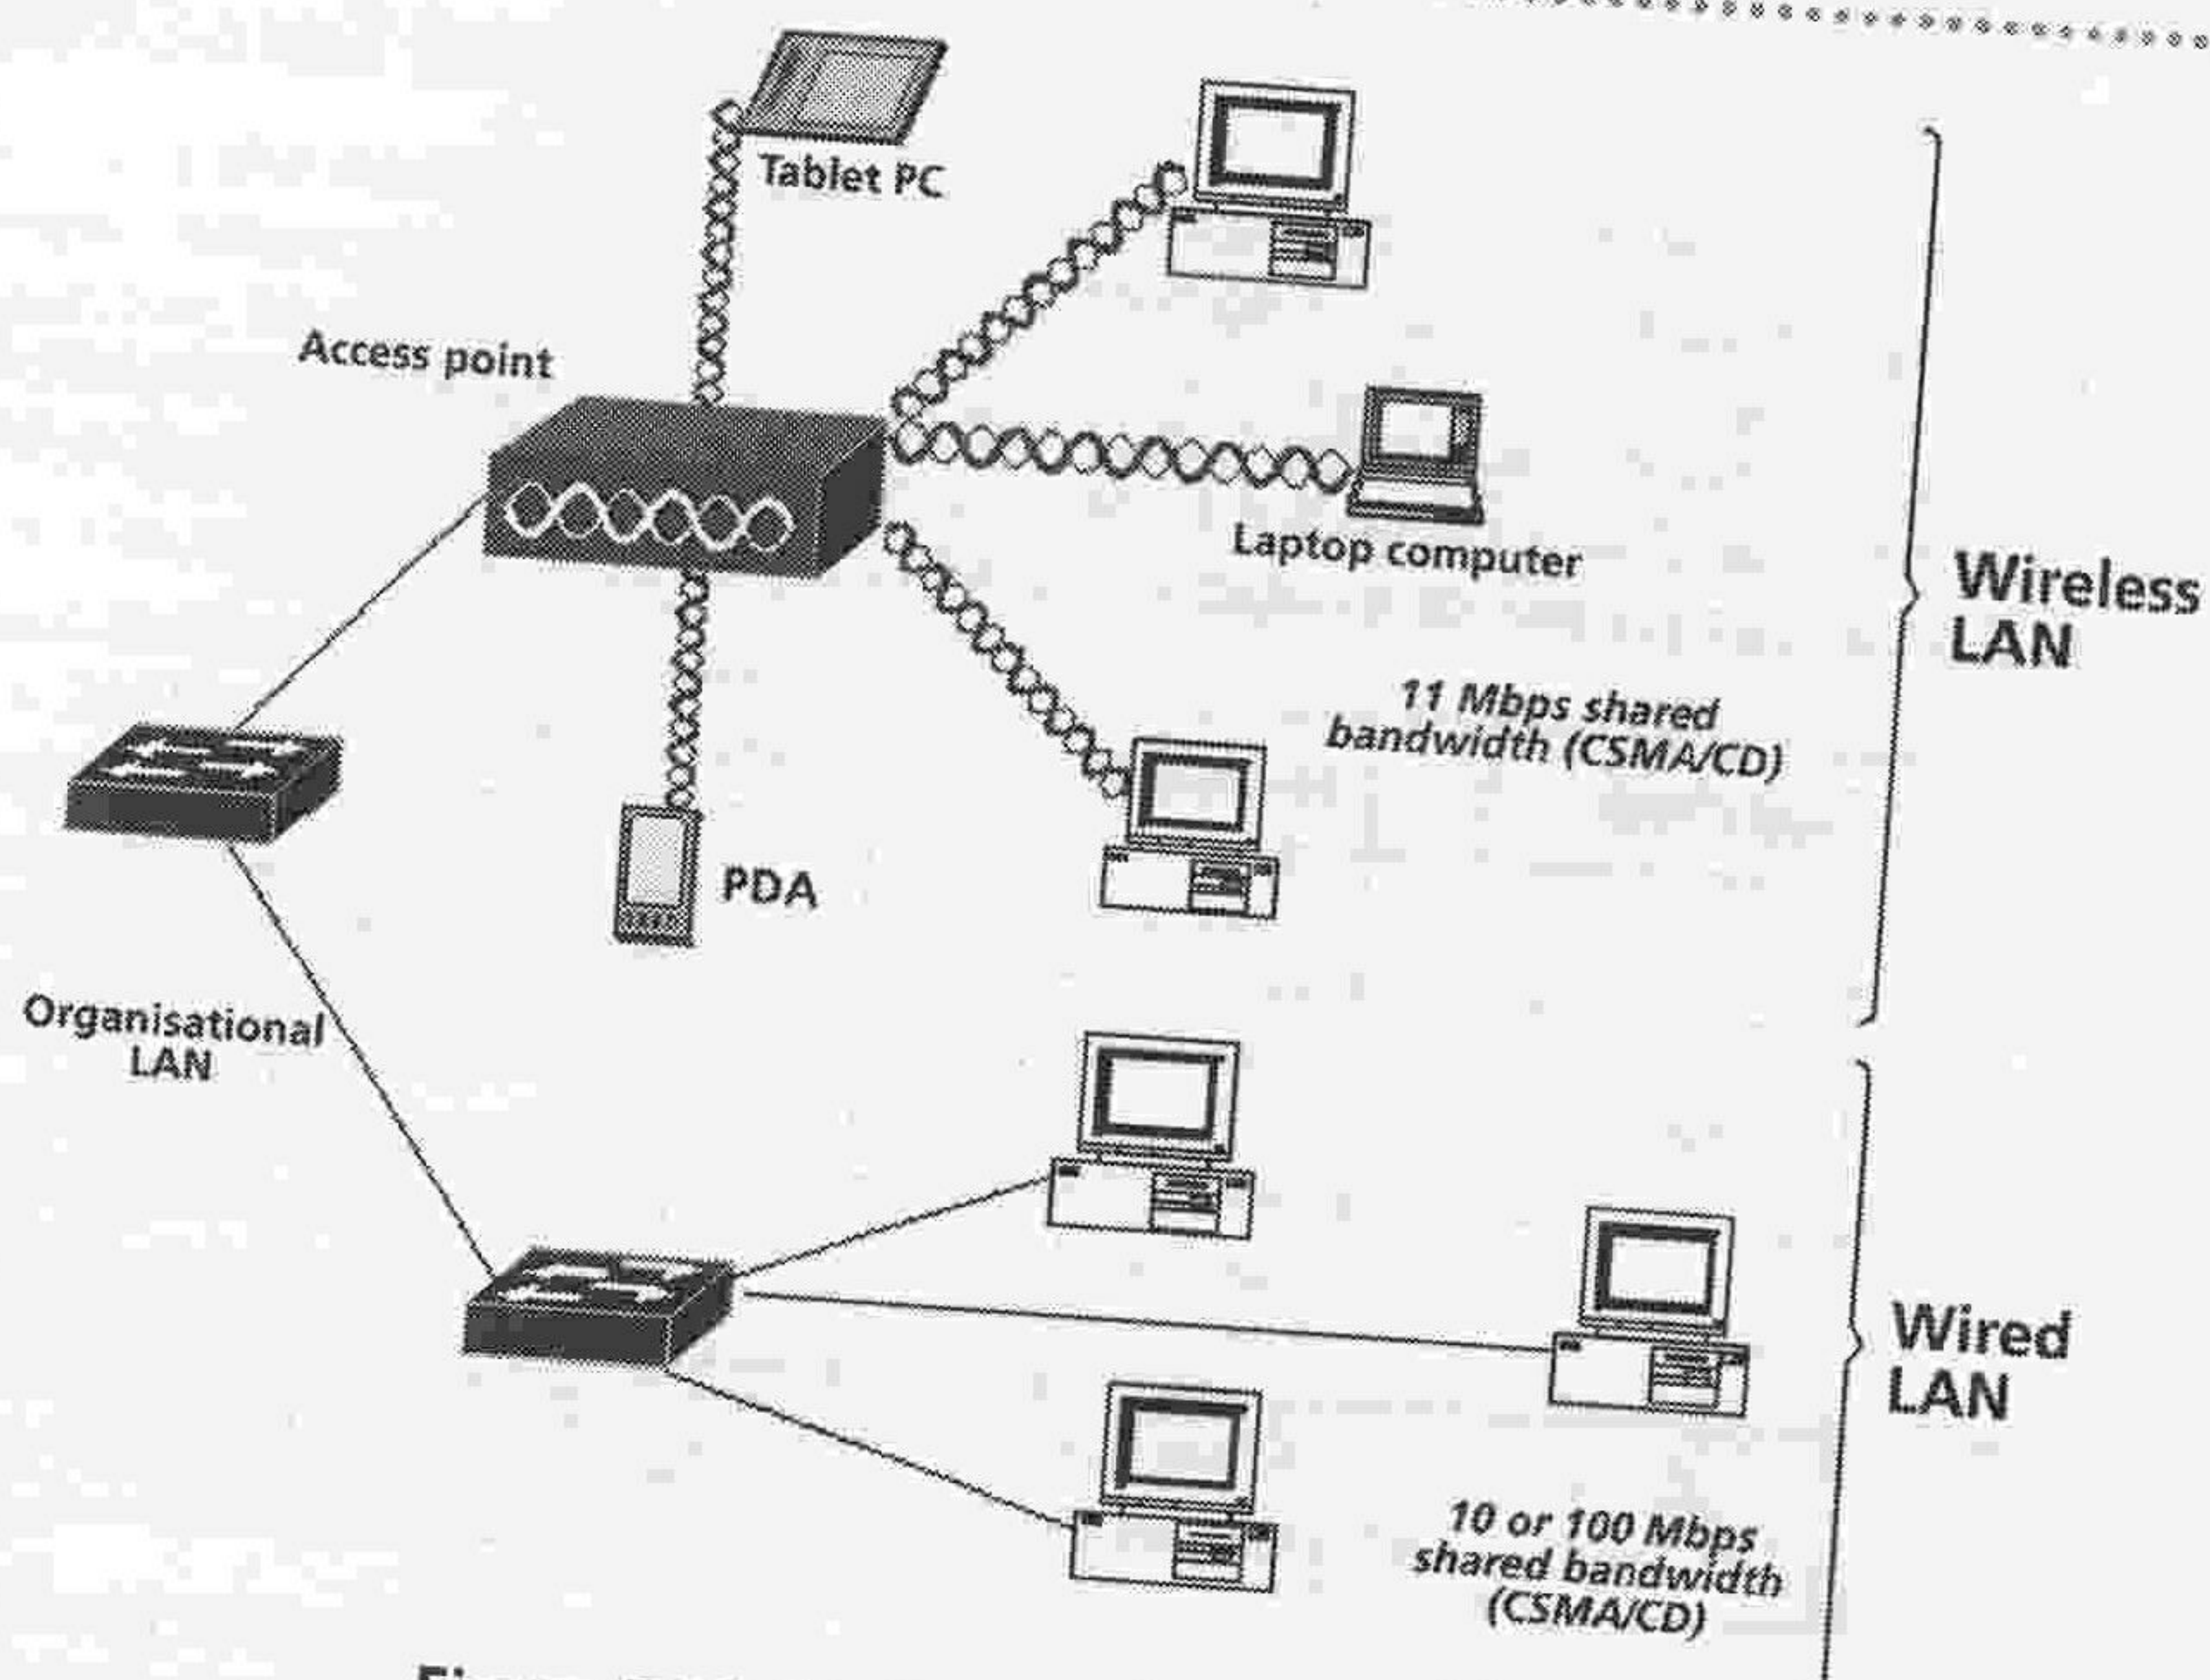 Tablet PC
Access point
Laptop computer
Wireless
LAN
11 Mbps shared
bandwidth (CSMA/CD)
PDA
Organisational
LAN
Wired
LAN
10 or 100 Mbps
shared bandwidth
(CSMA/CD)